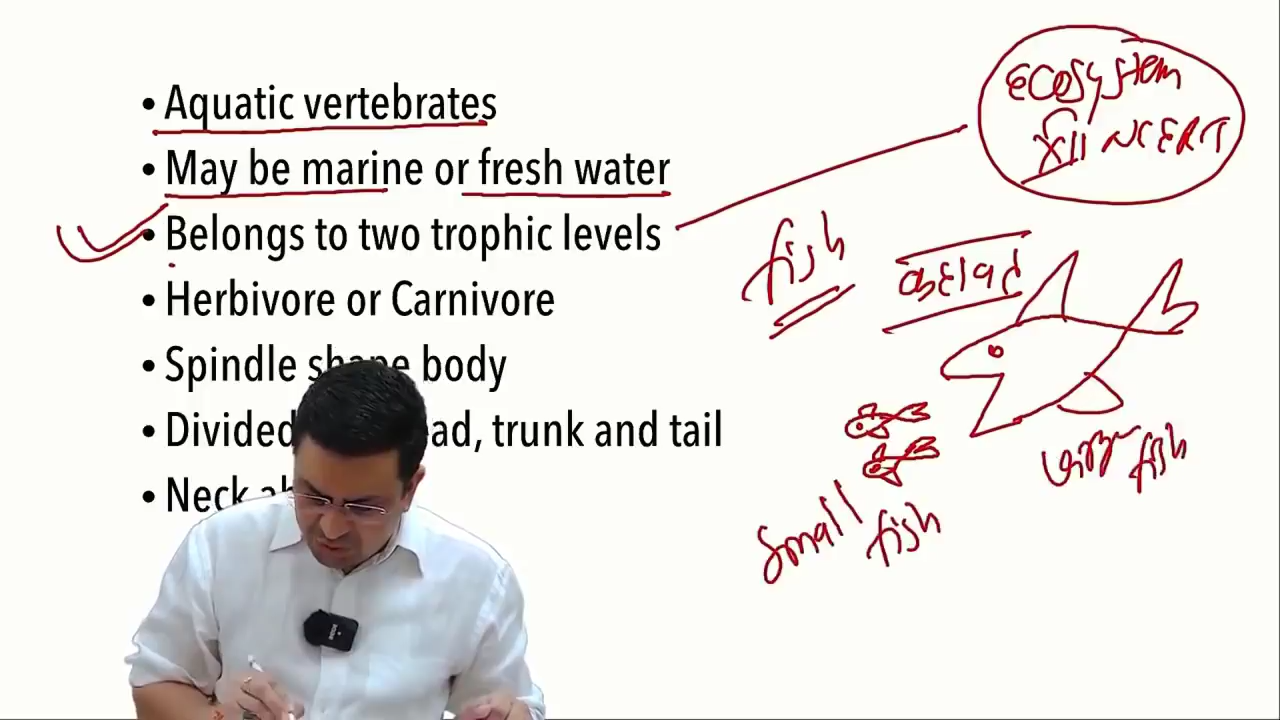 • Aquatic vertebrates
• May be marine or fresh water
• Belongs to two trophic levels
• Herbivore or Carnivore
• Spindle shape body
• Divided ad, trunk and tail
• Neck
ecosystem
XII NCERT
fish
small
fish
fish